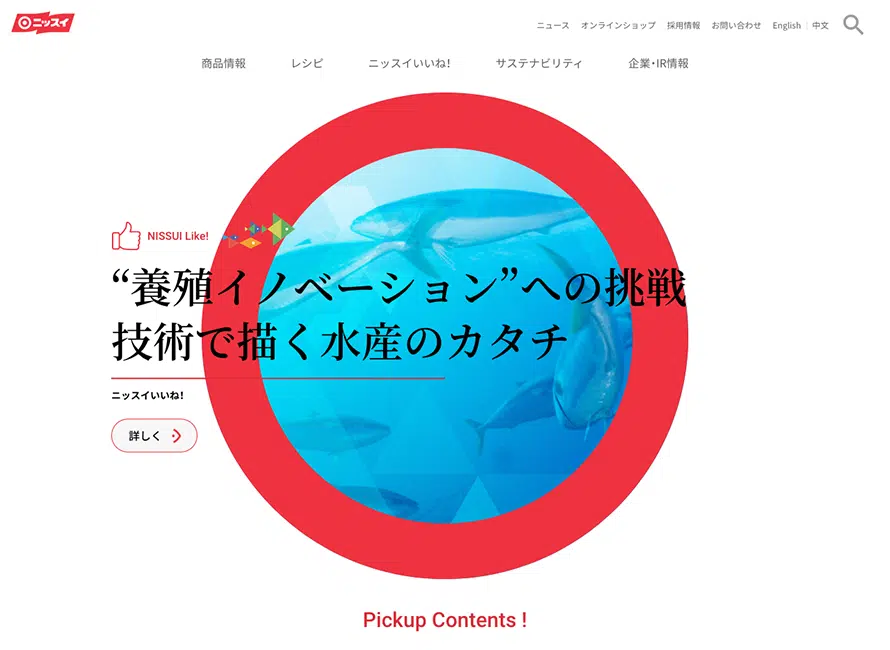 ニッスイ
ニュース オンラインショップ 採用情報 お問い合わせ English 中文
商品情報 レシピ ニッスイいいね! サステナビリティ 企業・IR情報
NISSUI Like!
“養殖イノベーション”への挑戦
技術で描く水産のカタチ
ニッスイいいね!
詳しく
Pickup Contents !